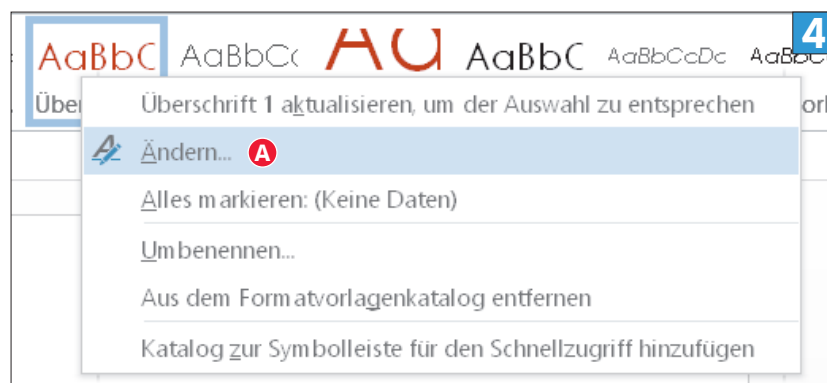 4
AaBbC AaBbCc AaBbC AaBbCcDc
Über
Überschrift 1 aktualisieren, um der Auswahl zu entsprechen
Ändern... A
Alles markieren: (Keine Daten)
Umbenennen...
Aus dem Formatvorlagenkatalog entfernen
Katalog zur Symbolleiste für den Schnellzugriff hinzufügen